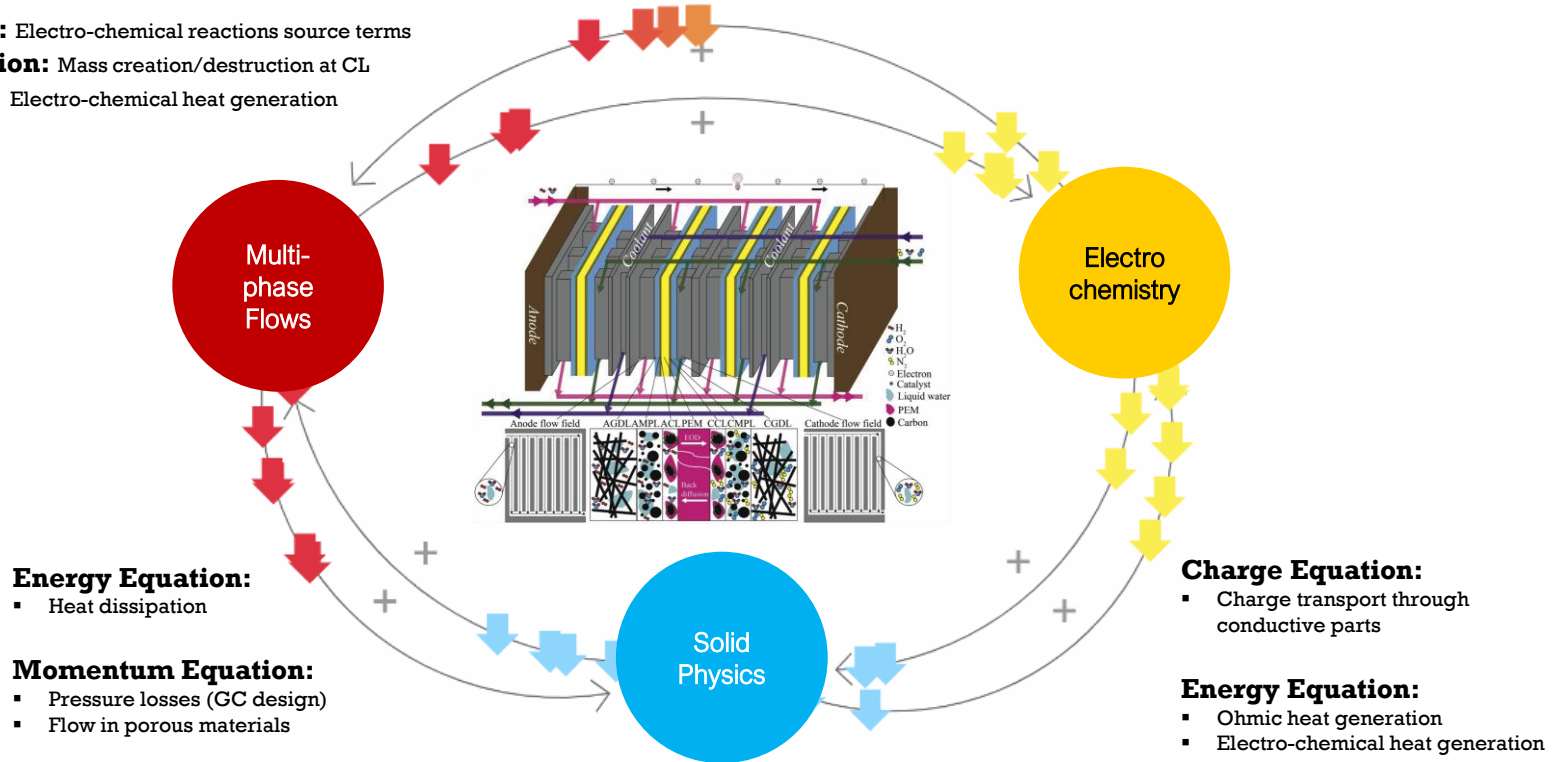 : Electro-chemical reactions source terms
ion: Mass creation/destruction at CL
Electro-chemical heat generation
+
+
Multi-
phase
Flows
Electro
chemistry
Coolant
Coolant
Anode
Cathode
H₂
O₂
H₂O
N₂
Electron
Catalyst
Liquid water
PEM
Carbon
Anode flow field
AGDL AMPL ACL PEM CCL CMPL CGDL
Cathode flow field
EOD
Back
diffusion
+
+
+
+
Energy Equation:
▪ Heat dissipation
Momentum Equation:
▪ Pressure losses (GC design)
▪ Flow in porous materials
Solid
Physics
Charge Equation:
▪ Charge transport through
conductive parts
Energy Equation:
▪ Ohmic heat generation
▪ Electro-chemical heat generation